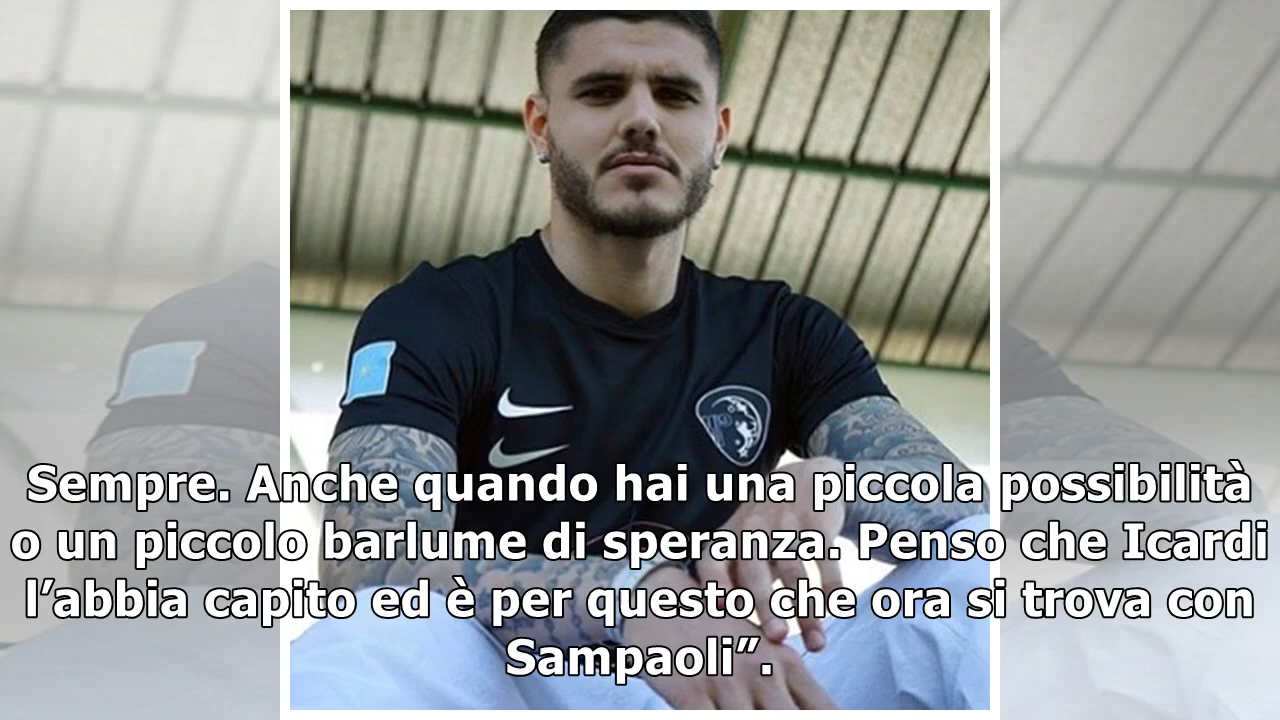 Sempre. Anche quando hai una piccola possibilità
o un piccolo barlume di speranza. Penso che Icardi
l’abbia capito ed è per questo che ora si trova con
Sampaoli”.